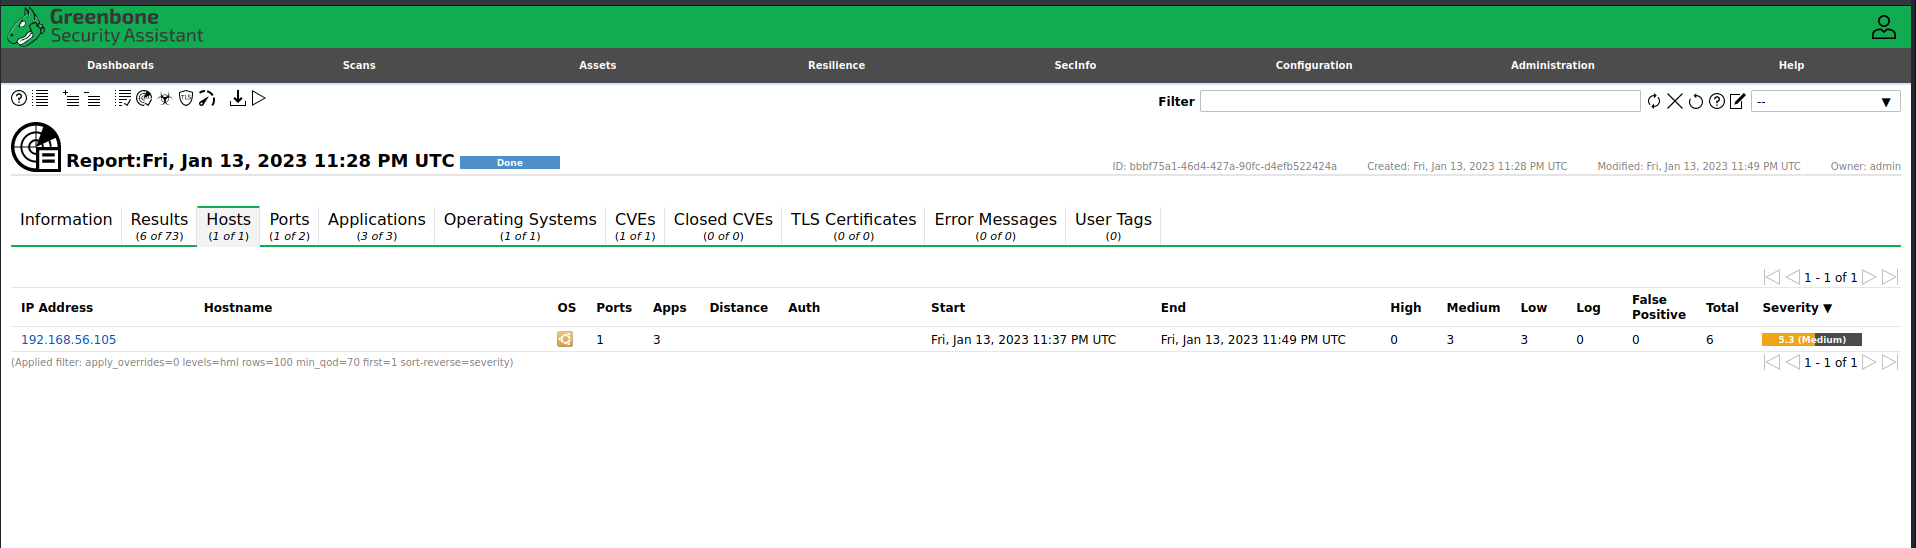 Greenbone
Security Assistant
Dashboards Scans Assets Resilience SecInfo Configuration Administration Help
Filter --
Report:Fri, Jan 13, 2023 11:28 PM UTC Done
ID: bbbf75a1-46d4-427a-90fc-d4efb522424a Created: Fri, Jan 13, 2023 11:28 PM UTC Modified: Fri, Jan 13, 2023 11:49 PM UTC Owner: admin
Information Results Hosts Ports Applications Operating Systems CVEs Closed CVEs TLS Certificates Error Messages User Tags
(6 of 73) (1 of 1) (1 of 2) (3 of 3) (1 of 1) (1 of 1) (0 of 0) (0 of 0) (0 of 0) (0)
1 - 1 of 1
IP Address Hostname OS Ports Apps Distance Auth Start End High Medium Low Log False Positive Total Severity ▼
192.168.56.105 1 3 Fri, Jan 13, 2023 11:37 PM UTC Fri, Jan 13, 2023 11:49 PM UTC 0 3 3 0 0 6 5.3 (Medium)
(Applied filter: apply_overrides=0 levels=hml rows=100 min_qod=70 first=1 sort-reverse=severity)
1 - 1 of 1